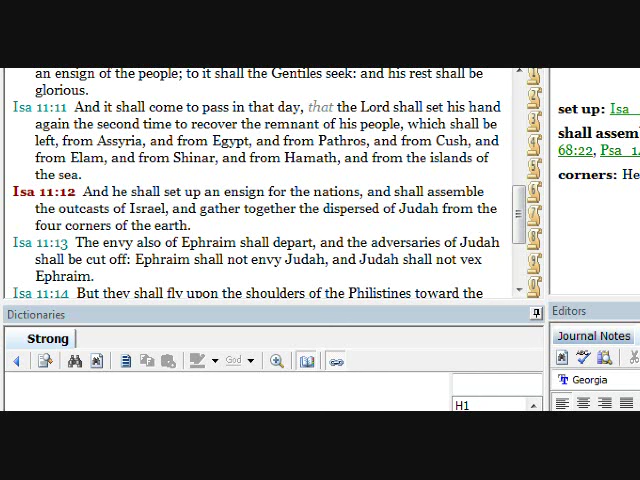 an ensign of the people; to it shall the Gentiles seek: and his rest shall be
glorious.
Isa 11:11 And it shall come to pass in that day, that the Lord shall set his hand
again the second time to recover the remnant of his people, which shall be
left, from Assyria, and from Egypt, and from Pathros, and from Cush, and
from Elam, and from Shinar, and from Hamath, and from the islands of
the sea.
Isa 11:12 And he shall set up an ensign for the nations, and shall assemble
the outcasts of Israel, and gather together the dispersed of Judah from the
four corners of the earth.
Isa 11:13 The envy also of Ephraim shall depart, and the adversaries of Judah
shall be cut off: Ephraim shall not envy Judah, and Judah shall not vex
Ephraim.
Isa 11:14 But they shall fly upon the shoulders of the Philistines toward the
set up: Isa
shall assem
68:22, Psa
corners: He
Dictionaries
Strong
God
H1
Editors
Journal Notes
ABC
Georgia